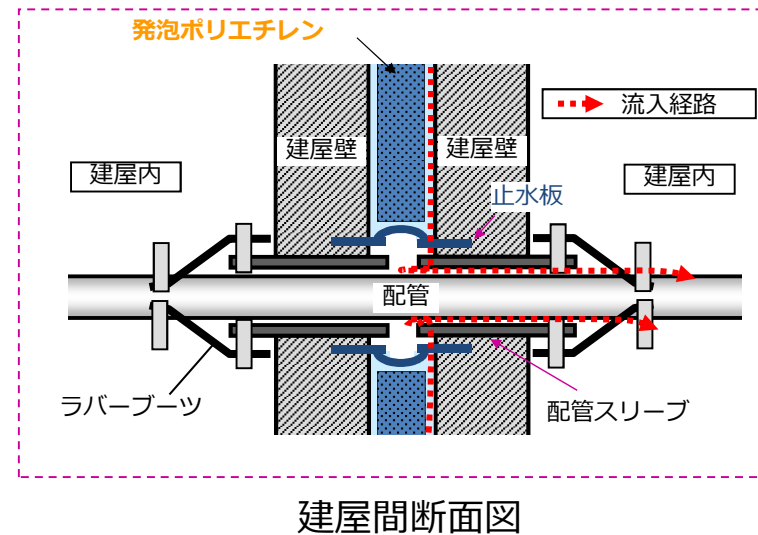 発泡ポリエチレン
流入経路
建屋壁
建屋壁
建屋内
建屋内
止水板
配管
ラバーブーツ
配管スリーブ
建屋間断面図